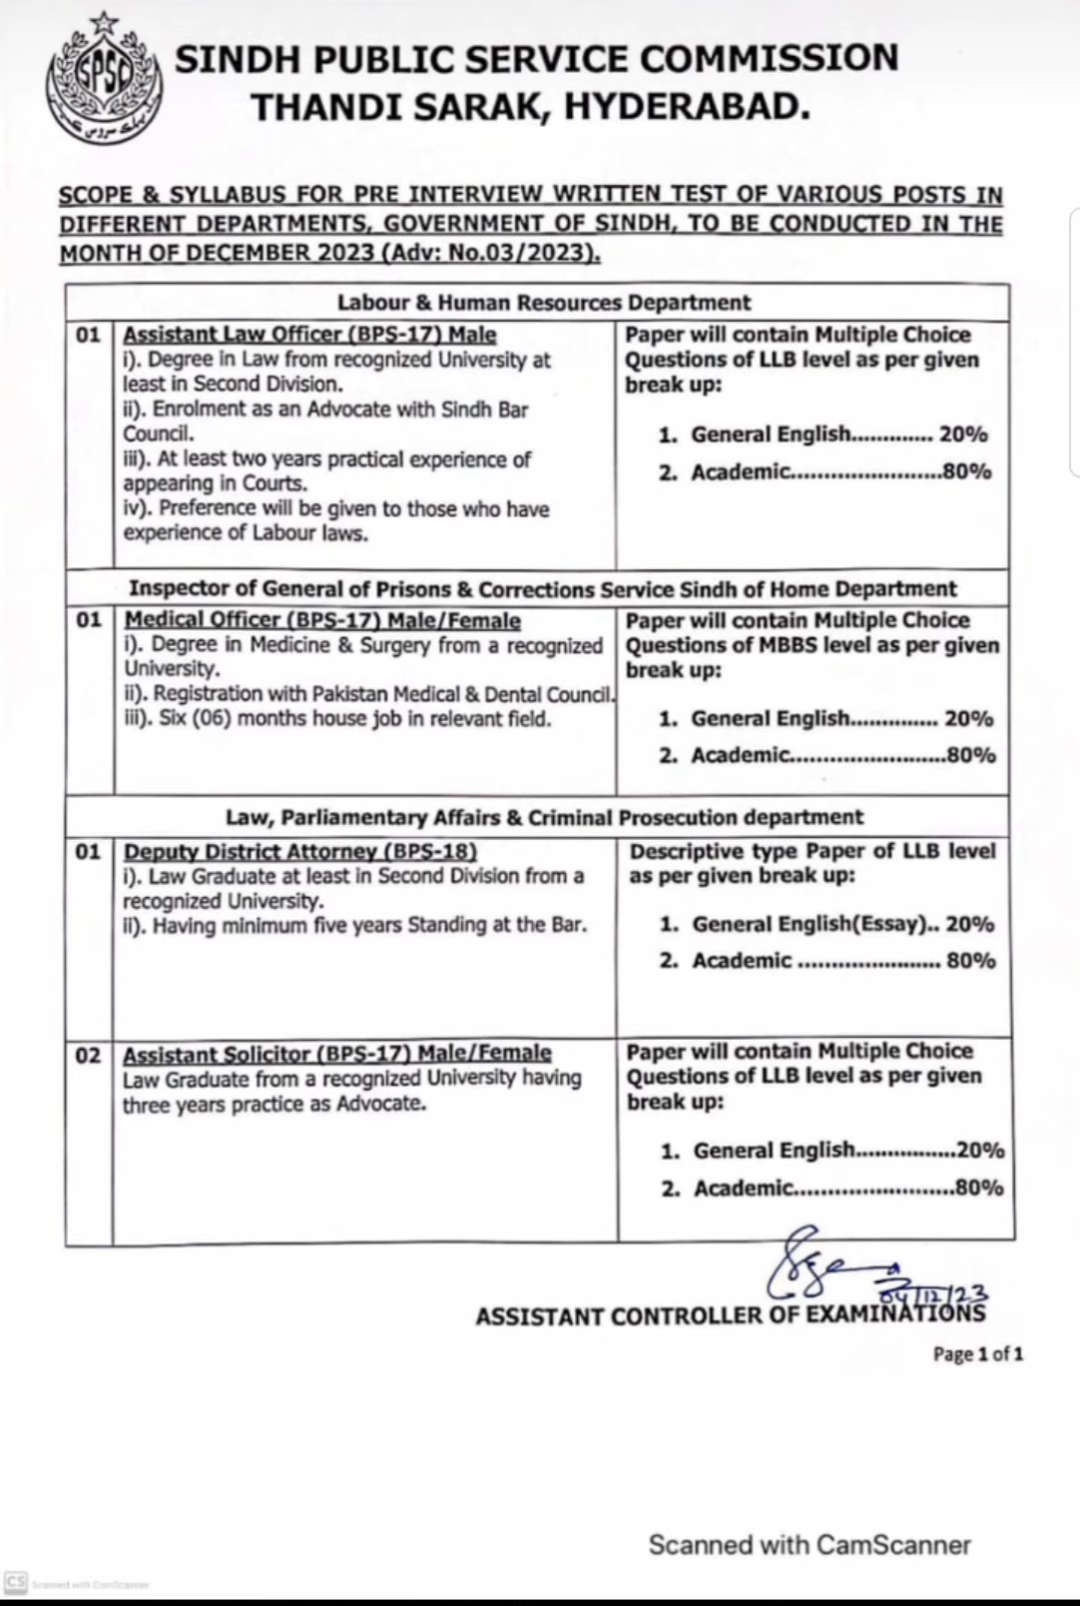 SPSC
SINDH PUBLIC SERVICE COMMISSION
THANDI SARAK, HYDERABAD.
SCOPE & SYLLABUS FOR PRE INTERVIEW WRITTEN TEST OF VARIOUS POSTS IN
DIFFERENT DEPARTMENTS, GOVERNMENT OF SINDH, TO BE CONDUCTED IN THE
MONTH OF DECEMBER 2023 (Adv: No.03/2023).
Labour & Human Resources Department
01
Assistant Law Officer (BPS-17) Male
i). Degree in Law from recognized University at
least in Second Division.
ii). Enrolment as an Advocate with Sindh Bar
Council.
iii). At least two years practical experience of
appearing in Courts.
iv). Preference will be given to those who have
experience of Labour laws.
Paper will contain Multiple Choice
Questions of LLB level as per given
break up:
1. General English............. 20%
2. Academic.......................80%
Inspector of General of Prisons & Corrections Service Sindh of Home Department
01
Medical Officer (BPS-17) Male/Female
i). Degree in Medicine & Surgery from a recognized
University.
ii). Registration with Pakistan Medical & Dental Council.
iii). Six (06) months house job in relevant field.
Paper will contain Multiple Choice
Questions of MBBS level as per given
break up:
1. General English............. 20%
2. Academic.......................80%
Law, Parliamentary Affairs & Criminal Prosecution department
01
Deputy District Attorney (BPS-18)
i). Law Graduate at least in Second Division from a
recognized University.
ii). Having minimum five years Standing at the Bar.
Descriptive type Paper of LLB level
as per given break up:
1. General English(Essay).. 20%
2. Academic ...................... 80%
02
Assistant Solicitor (BPS-17) Male/Female
Law Graduate from a recognized University having
three years practice as Advocate.
Paper will contain Multiple Choice
Questions of LLB level as per given
break up:
1. General English...............20%
2. Academic........................80%
04/12/23
ASSISTANT CONTROLLER OF EXAMINATIONS
Page 1 of 1
Scanned with CamScanner
CS Scanned with CamScanner